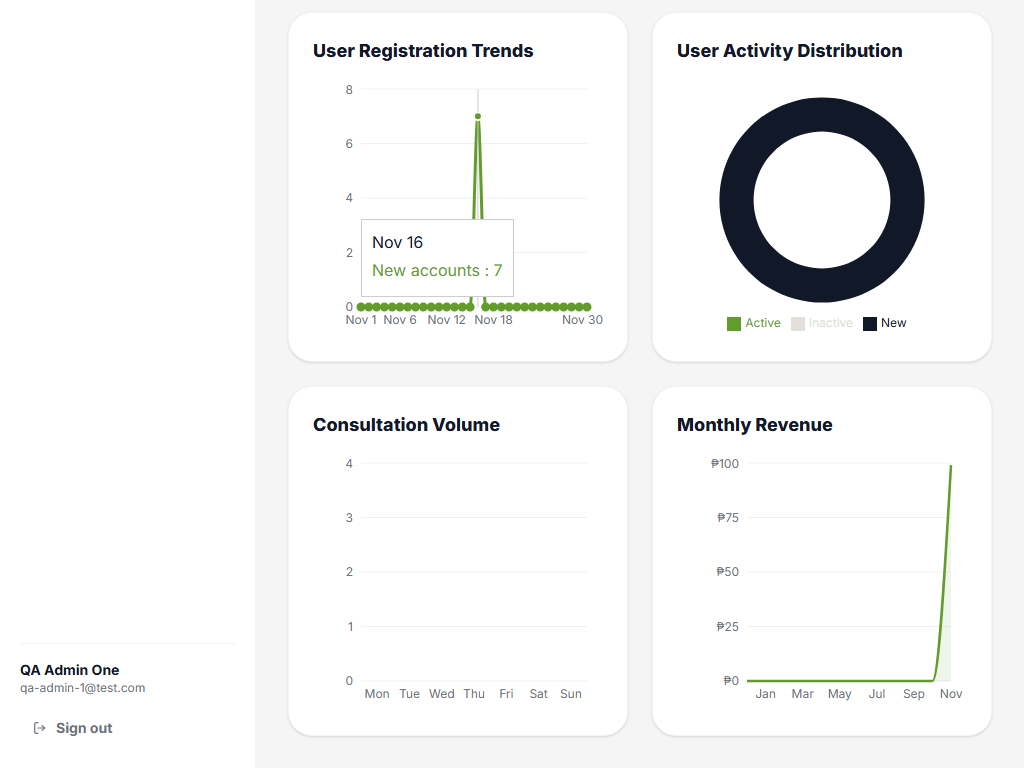 User Registration Trends
8
6
4
2
0
Nov 16
New accounts : 7
Nov 1 Nov 6 Nov 12 Nov 18 Nov 30
User Activity Distribution
Active Inactive New
Consultation Volume
4
3
2
1
0
Mon Tue Wed Thu Fri Sat Sun
Monthly Revenue
₱100
₱75
₱50
₱25
₱0
Jan Mar May Jul Sep Nov
QA Admin One
qa-admin-1@test.com
Sign out